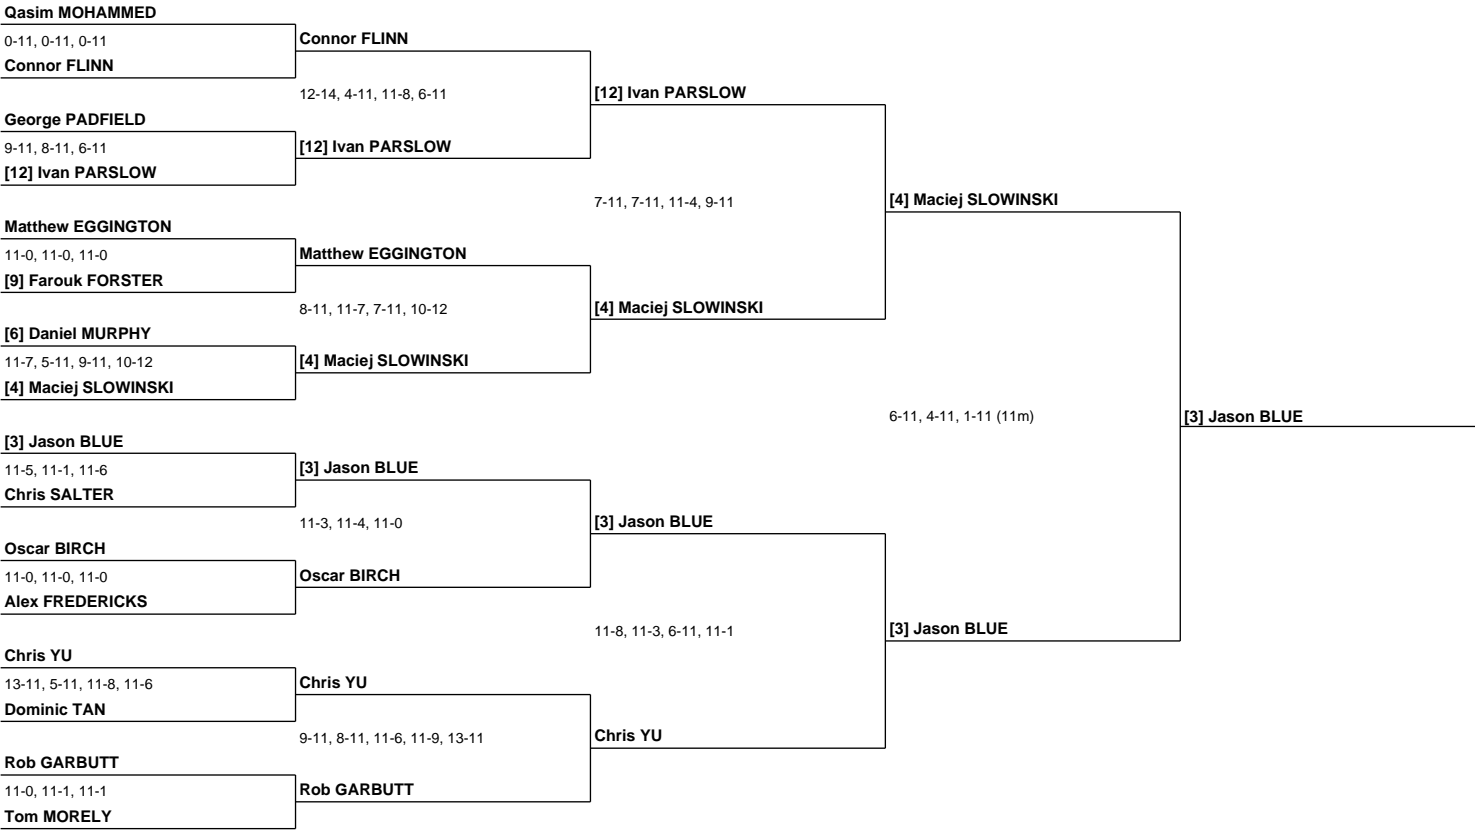 Qasim MOHAMMED
0-11, 0-11, 0-11
Connor FLINN
George PADFIELD
9-11, 8-11, 6-11
[12] Ivan PARSLOW
Matthew EGGINGTON
11-0, 11-0, 11-0
[9] Farouk FORSTER
[6] Daniel MURPHY
11-7, 5-11, 9-11, 10-12
[4] Maciej SLOWINSKI
[3] Jason BLUE
11-5, 11-1, 11-6
Chris SALTER
Oscar BIRCH
11-0, 11-0, 11-0
Alex FREDERICKS
Chris YU
13-11, 5-11, 11-8, 11-6
Dominic TAN
Rob GARBUTT
11-0, 11-1, 11-1
Tom MORELY
Connor FLINN
12-14, 4-11, 11-8, 6-11
[12] Ivan PARSLOW
Matthew EGGINGTON
8-11, 11-7, 7-11, 10-12
[4] Maciej SLOWINSKI
[3] Jason BLUE
11-3, 11-4, 11-0
Oscar BIRCH
Chris YU
9-11, 8-11, 11-6, 11-9, 13-11
Rob GARBUTT
[12] Ivan PARSLOW
7-11, 7-11, 11-4, 9-11
[4] Maciej SLOWINSKI
[3] Jason BLUE
11-8, 11-3, 6-11, 11-1
Chris YU
[4] Maciej SLOWINSKI
6-11, 4-11, 1-11 (11m)
[3] Jason BLUE
[3] Jason BLUE